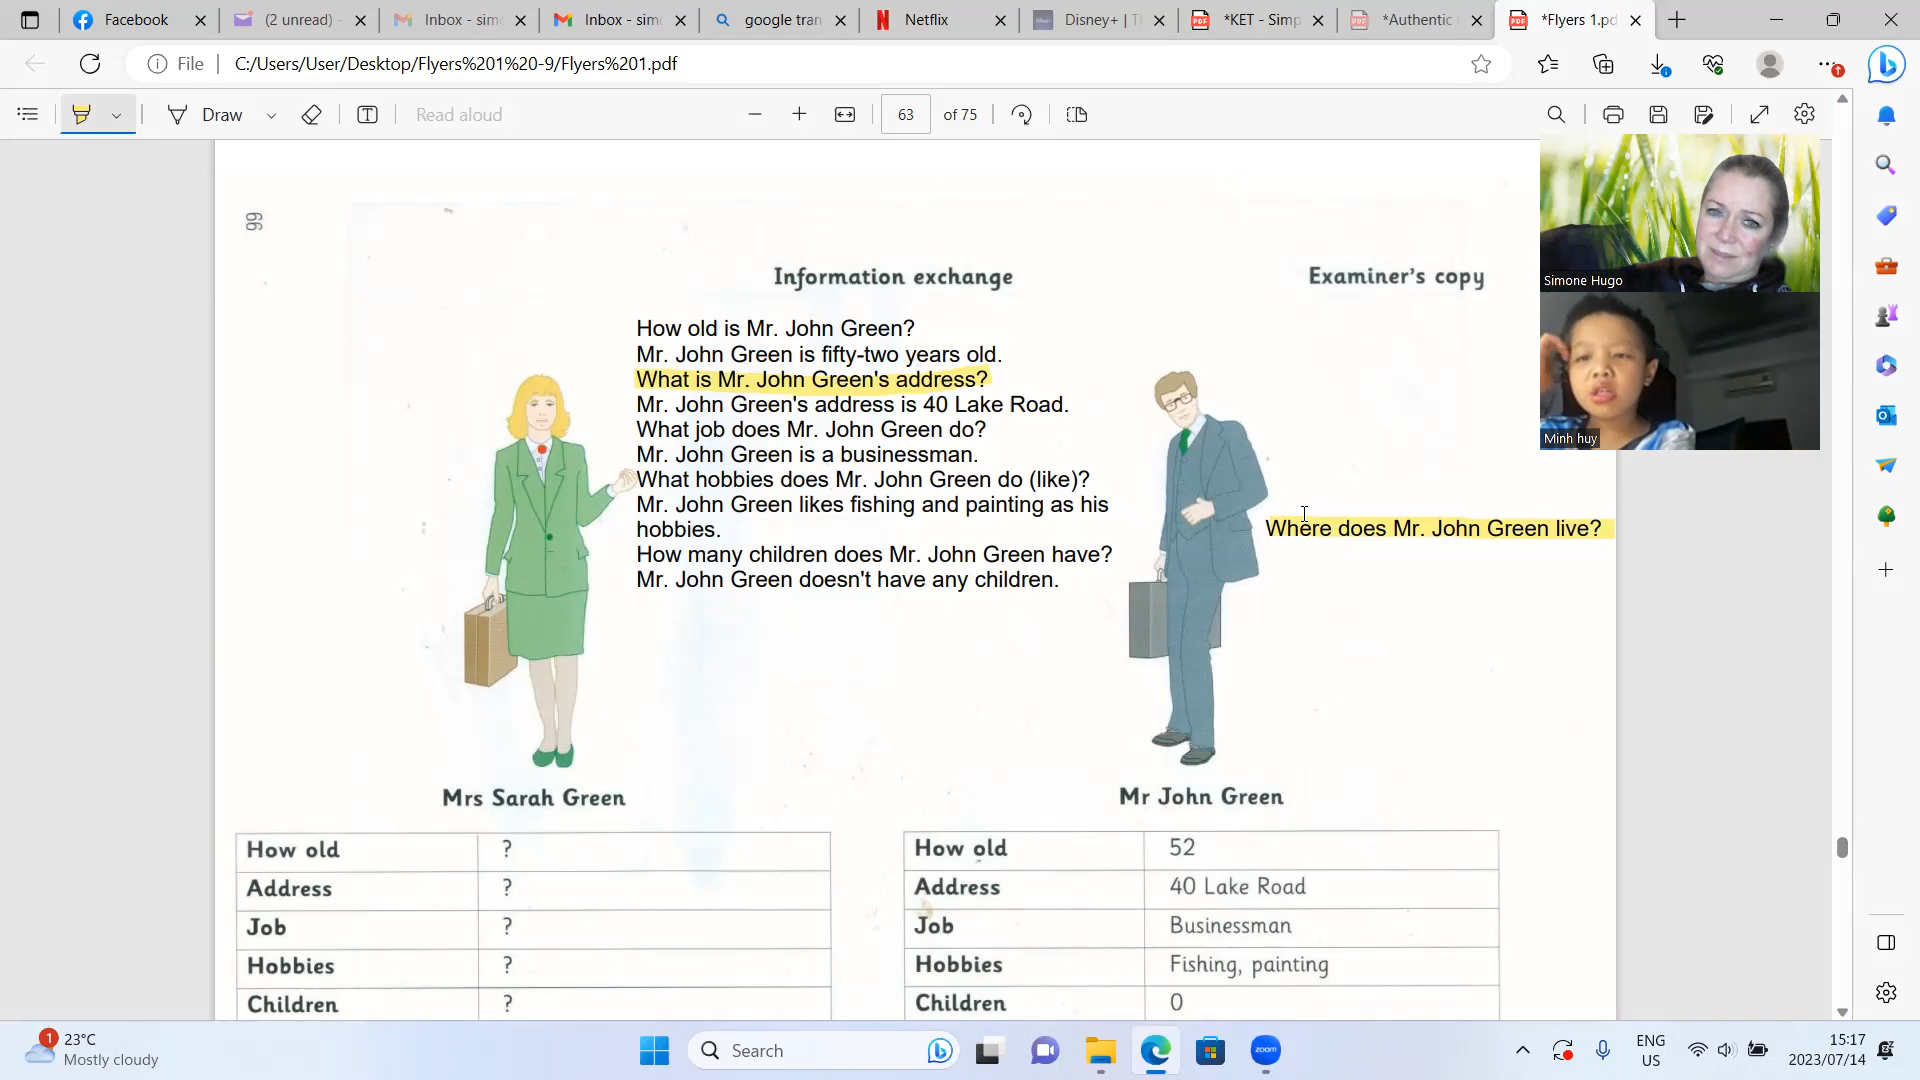 Facebook
(2 unread) -
Inbox - simo
Inbox - simo
google tran
Netflix
Disney+ | Th
*KET - Simp
*Authentic
*Flyers 1.pd
File
C:/Users/User/Desktop/Flyers%201%20-9/Flyers%201.pdf
Draw
Read aloud
63
of 75
66
Information exchange
Examiner's copy
How old is Mr. John Green?
Mr. John Green is fifty-two years old.
What is Mr. John Green's address?
Mr. John Green's address is 40 Lake Road.
What job does Mr. John Green do?
Mr. John Green is a businessman.
What hobbies does Mr. John Green do (like)?
Mr. John Green likes fishing and painting as his
hobbies.
How many children does Mr. John Green have?
Mr. John Green doesn't have any children.
Where does Mr. John Green live?
Simone Hugo
Minh huy
Mrs Sarah Green
How old ?
Address ?
Job ?
Hobbies ?
Children ?
Mr John Green
How old 52
Address 40 Lake Road
Job Businessman
Hobbies Fishing, painting
Children 0
1
23°C
Mostly cloudy
Search
zoom
ENG
US
15:17
2023/07/14